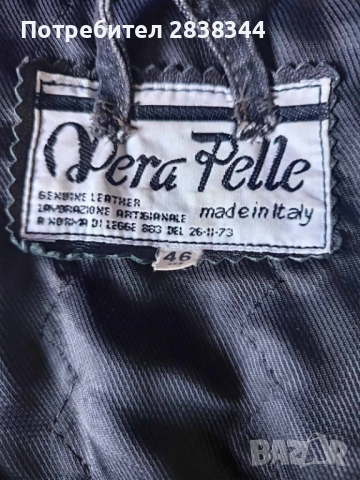 Потребител 2838344
Vera Pelle
GENUINE LEATHER
LAVORAZIONE ARTIGIANALE
A NORMA DI LEGGE 883 DEL 26-11-73
made in Italy
46
BAZAR